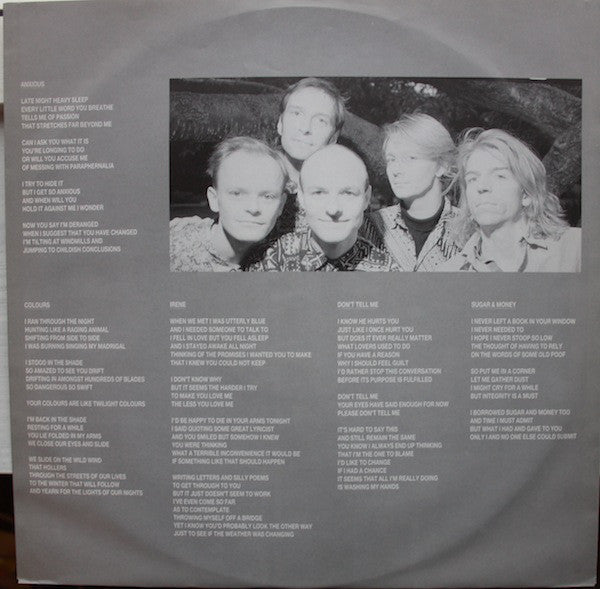 ANXIOUS
LATE NIGHT HEAVY SLEEP
EVERY LITTLE WORD YOU BREATHE
TELLS ME OF PASSION
THAT STRETCHES FAR BEYOND ME
CAN I ASK YOU WHAT IT IS
YOU'RE LONGING TO DO
OR WILL YOU ACCUSE ME
OF MESSING WITH PARAPHERNALIA
I TRY TO HIDE IT
BUT I GET SO ANXIOUS
AND WHEN WILL YOU
HOLD IT AGAINST ME I WONDER
NOW YOU SAY I'M DERANGED
WHEN I SUGGEST THAT YOU HAVE CHANGED
I'M TILTING AT WINDMILLS AND
JUMPING TO CHILDISH CONCLUSIONS
COLOURS
I RAN THROUGH THE NIGHT
HUNTING LIKE A RAGING ANIMAL
SHIFTING FROM SIDE TO SIDE
I WAS BURNING SINGING MY MADRIGAL
I STOOD IN THE SHADE
SO AMAZED TO SEE YOU DRIFT
DRIFTING IN AMONGST HUNDREDS OF BLADES
SO DANGEROUS SO SWIFT
YOUR COLOURS ARE LIKE TWILIGHT COLOURS
I'M BACK IN THE SHADE
RESTING FOR A WHILE
YOU LIE FOLDED IN MY ARMS
WE CLOSE OUR EYES AND SLIDE
WE SLIDE ON THE WILD WIND
THAT HOLLERS
THROUGH THE STREETS OF OUR LIVES
TO THE WINTER THAT WILL FOLLOW
AND YEARN FOR THE LIGHTS OF OUR NIGHTS
IRENE
WHEN WE MET I WAS UTTERLY BLUE
AND I NEEDED SOMEONE TO TALK TO
I FELL IN LOVE BUT YOU FELL ASLEEP
AND I STAYED AWAKE ALL NIGHT
THINKING OF THE PROMISES I WANTED YOU TO MAKE
THAT I KNEW YOU COULD NOT KEEP
I DON'T KNOW WHY
BUT IT SEEMS THE HARDER I TRY
TO MAKE YOU LOVE ME
THE LESS YOU LOVE ME
I'D BE HAPPY TO DIE IN YOUR ARMS TONIGHT
I SAID QUOTING SOME GREAT LYRICIST
AND YOU SMILED BUT SOMEHOW I KNEW
YOU WERE THINKING
WHAT A TERRIBLE INCONVENIENCE IT WOULD BE
IF SOMETHING LIKE THAT SHOULD HAPPEN
WRITING LETTERS AND SILLY POEMS
TO GET THROUGH TO YOU
BUT IT JUST DOESN'T SEEM TO WORK
I'VE EVEN COME SO FAR
AS TO CONTEMPLATE
THROWING MYSELF OFF A BRIDGE
YET I KNOW YOU'D PROBABLY LOOK THE OTHER WAY
JUST TO SEE IF THE WEATHER WAS CHANGING
DON'T TELL ME
I KNOW HE HURTS YOU
JUST LIKE I ONCE HURT YOU
BUT DOES IT EVER REALLY MATTER
WHAT LOVERS USED TO DO
IF YOU HAVE A REASON
WHY I SHOULD FEEL GUILT
I'D RATHER STOP THIS CONVERSATION
BEFORE ITS PURPOSE IS FULFILLED
DON'T TELL ME
YOUR EYES HAVE SAID ENOUGH FOR NOW
PLEASE DON'T TELL ME
IT'S HARD TO SAY THIS
AND STILL REMAIN THE SAME
YOU KNOW I ALWAYS END UP THINKING
THAT I'M THE ONE TO BLAME
I'D LIKE TO CHANGE
IF I HAD A CHANCE
IT SEEMS THAT ALL I'M REALLY DOING
IS WASHING MY HANDS
SUGAR & MONEY
I NEVER LEFT A BOOK IN YOUR WINDOW
I NEVER NEEDED TO
I HOPE I NEVER STOOP SO LOW
THE THOUGHT OF HAVING TO RELY
ON THE WORDS OF SOME OLD POOF
SO PUT ME IN A CORNER
LET ME GATHER DUST
I MIGHT CRY FOR A WHILE
BUT INTEGRITY IS A MUST
I BORROWED SUGAR AND MONEY TOO
AND TIME I MUST ADMIT
BUT WHAT I HAD AND GAVE TO YOU
ONLY I AND NO ONE ELSE COULD SUBMIT